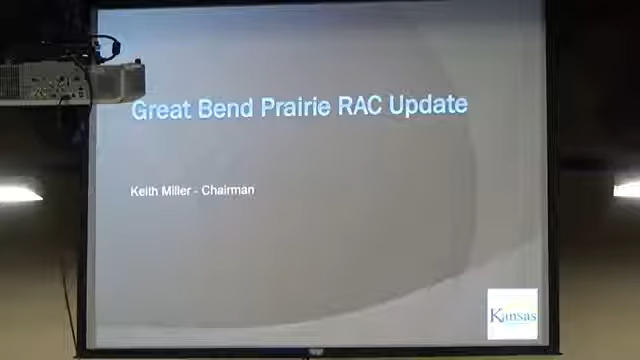 Great Bend Prairie RAC Update
Keith Miller - Chairman
Kansas